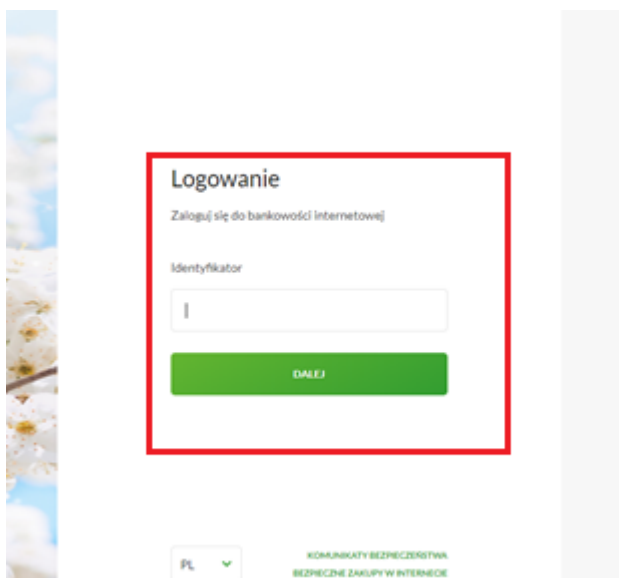 Logowanie
Zaloguj się do bankowości internetowej
Identyfikator
DALEJ
PL
KOMUNIKATY BEZPIECZEŃSTWA
BEZPIECZNE ZAKUPY W INTERNECIE